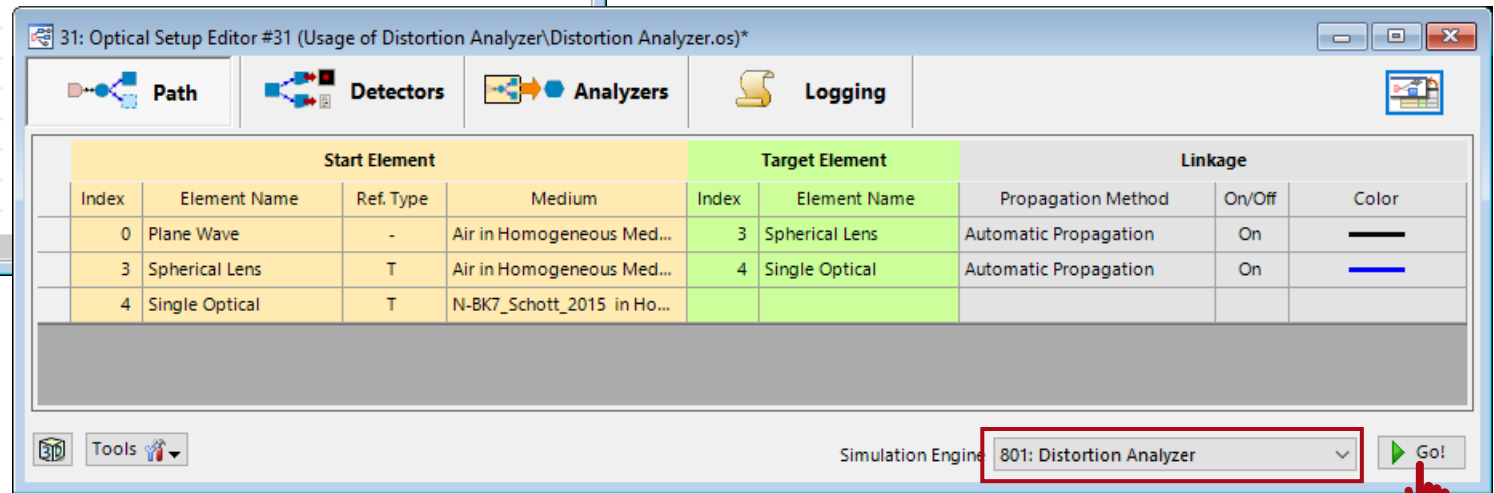 31: Optical Setup Editor #31 (Usage of Distortion Analyzer\Distortion Analyzer.os)*
Path Detectors Analyzers Logging
Start Element Target Element Linkage
Index Element Name Ref. Type Medium Index Element Name Propagation Method On/Off Color
0 Plane Wave - Air in Homogeneous Med... 3 Spherical Lens Automatic Propagation On
3 Spherical Lens T Air in Homogeneous Med... 4 Single Optical Automatic Propagation On
4 Single Optical T N-BK7_Schott_2015 in Ho...
3D Tools Simulation Engine 801: Distortion Analyzer Go!